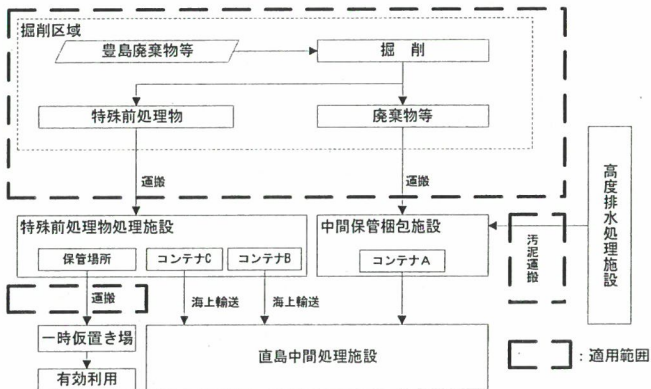 掘削区域
豊島廃棄物等
掘 削
特殊前処理物
廃棄物等
運搬
運搬
特殊前処理物処理施設
保管場所
コンテナC
コンテナB
中間保管梱包施設
コンテナA
汚泥運搬
高度排水処理施設
運搬
海上輸送
海上輸送
一時仮置き場
直島中間処理施設
有効利用
:適用範囲